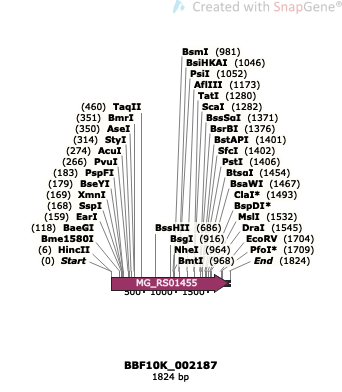 Created with SnapGene®
BsmI (981)
BsiHKAI (1046)
PsiI (1052)
AflIII (1173)
TatI (1280)
(460) TaqII ScaI (1282)
(351) BmrI BssSαI (1371)
(350) AseI BsrBI (1376)
(314) StyI BstAPI (1401)
(274) AcuI SfcI (1402)
(266) PvuI PstI (1406)
(183) PspFI BtsαI (1454)
(179) BseYI BsaWI (1467)
(169) XmnI ClaI* (1493)
(168) SspI BspDI*
(159) EarI MslI (1532)
(118) BaeGI BssHII (686) DraI (1545)
Bme1580I BsgI (916) EcoRV (1704)
(6) HincII NheI (964) PfoI* (1709)
(0) Start BmtI (968) End (1824)
MG_RS01455
500 1000 1500
BBF10K_002187
1824 bp